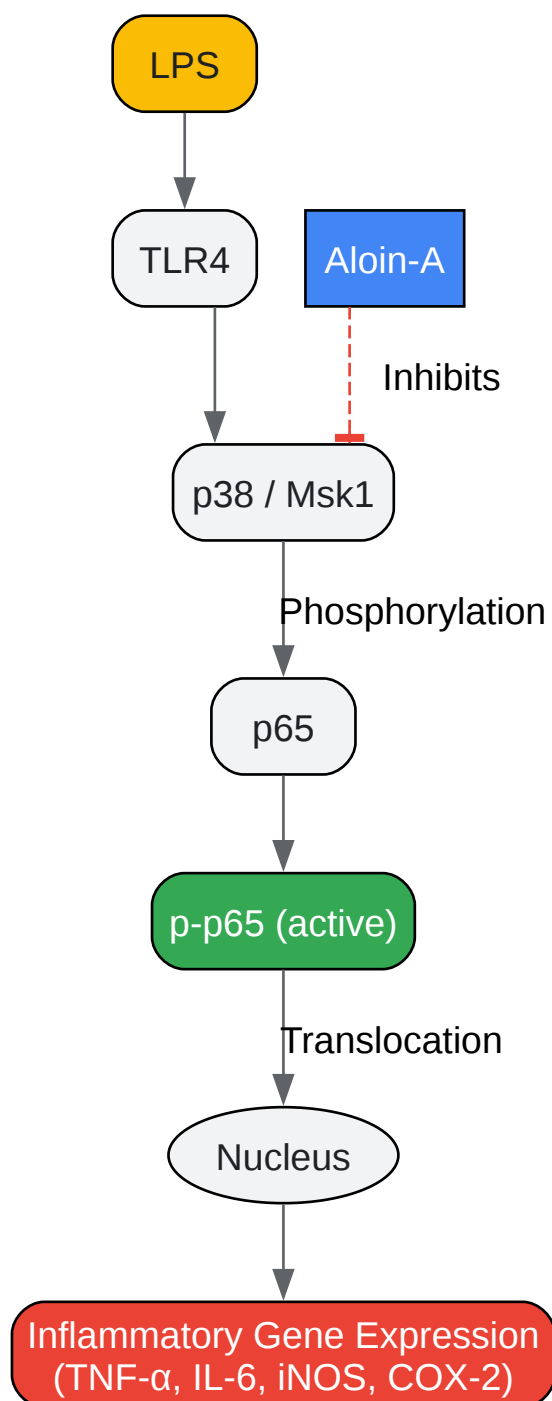 LPS
TLR4
Aloin-A
Inhibits
p38 / Msk1
Phosphorylation
p65
p-p65 (active)
Translocation
Nucleus
Inflammatory Gene Expression
(TNF-α, IL-6, iNOS, COX-2)